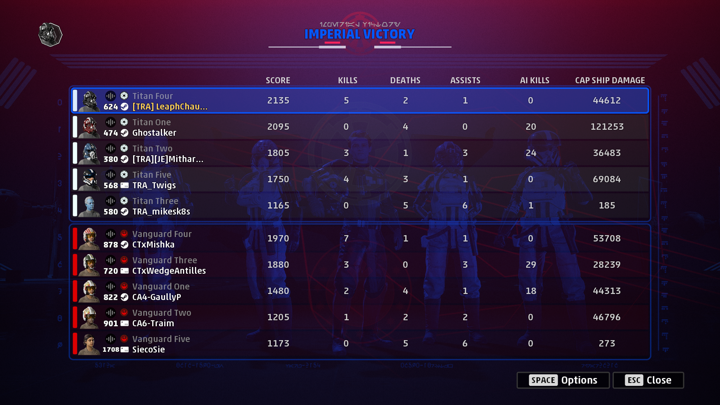 IMPERIAL VICTORY
SCORE KILLS DEATHS ASSISTS AI KILLS CAP SHIP DAMAGE
Titan Four
624 [TRA] LeaphChau... 2135 5 2 1 0 44612
Titan One
474 Ghostalker 2095 0 4 0 20 121253
Titan Two
380 [TRA][JE]Mithar... 1805 3 1 3 24 36483
Titan Five
568 TRA_Twigs 1750 4 3 1 0 69084
Titan Three
580 TRA_mikesk8s 1165 0 5 6 1 185
Vanguard Four
878 CTxMishka 1970 7 1 1 0 53708
Vanguard Three
720 CTxWedgeAntilles 1880 3 0 3 29 28239
Vanguard One
822 CA4-GaullyP 1480 2 4 1 18 44313
Vanguard Two
901 CA6-Traim 1205 1 2 2 0 46796
Vanguard Five
1708 SiecoSie 1173 0 5 6 0 273
SPACE Options ESC Close